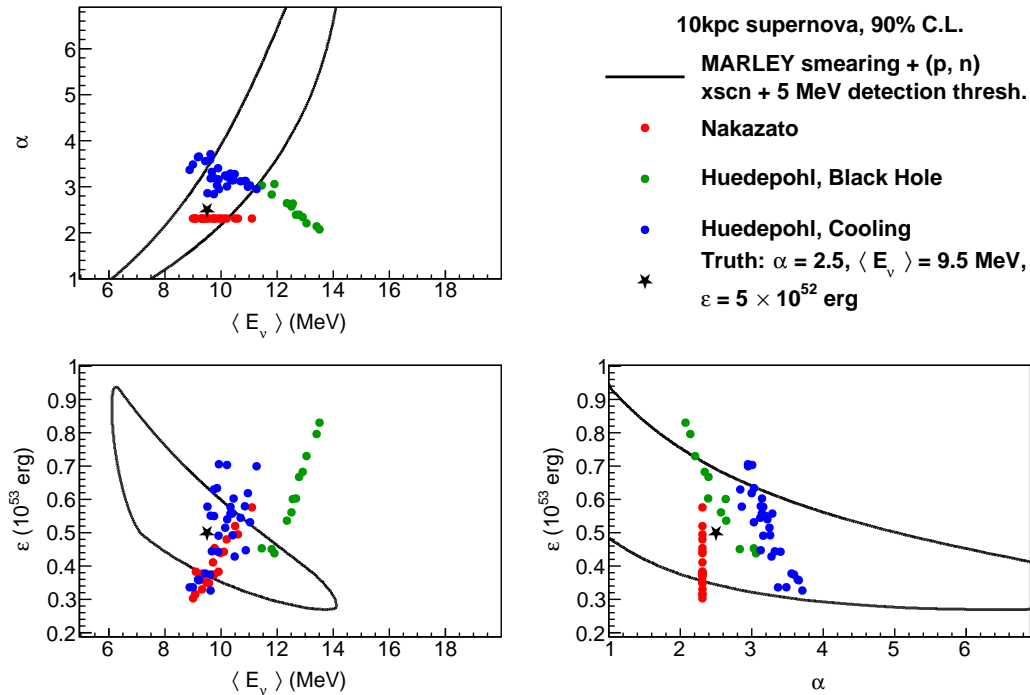 α
6
5
4
3
2
1
6 8 10 12 14 16 18
⟨ E_ν ⟩ (MeV)
10kpc supernova, 90% C.L.
MARLEY smearing + (p, n)
xscn + 5 MeV detection thresh.
Nakazato
Huedepohl, Black Hole
Huedepohl, Cooling
Truth: α = 2.5, ⟨ E_ν ⟩ = 9.5 MeV,
ε = 5 × 10^52 erg
ε (10^53 erg)
1
0.9
0.8
0.7
0.6
0.5
0.4
0.3
0.2
6 8 10 12 14 16 18
⟨ E_ν ⟩ (MeV)
ε (10^53 erg)
1
0.9
0.8
0.7
0.6
0.5
0.4
0.3
0.2
1 2 3 4 5 6
α